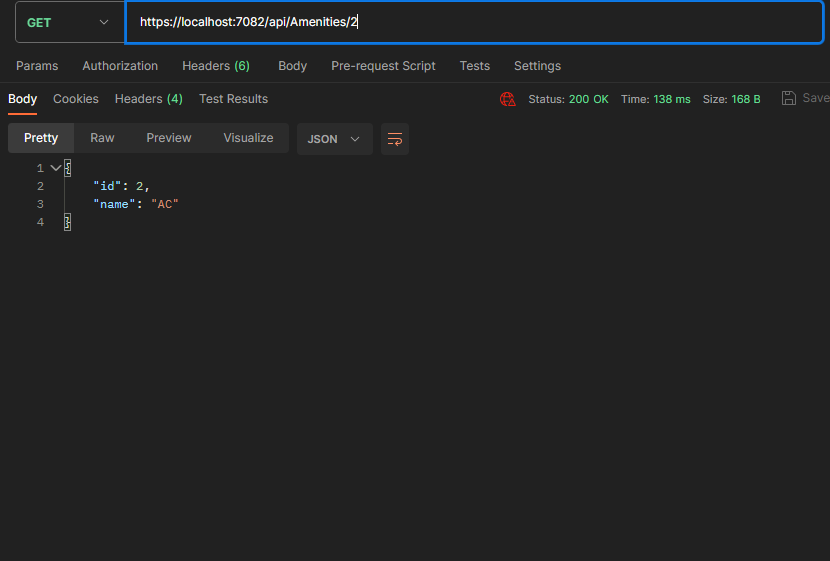 GET https://localhost:7082/api/Amenities/2
Params Authorization Headers (6) Body Pre-request Script Tests Settings
Body Cookies Headers (4) Test Results Status: 200 OK Time: 138 ms Size: 168 B Save
Pretty Raw Preview Visualize JSON
1 {
2 "id": 2,
3 "name": "AC"
4 }